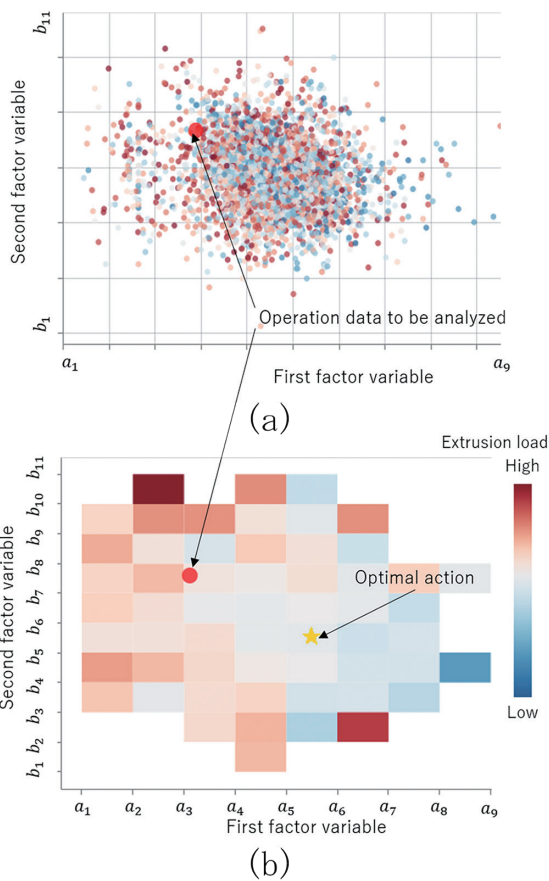 b₁₁
Second factor variable
b₁
Operation data to be analyzed
a₁
a₉
First factor variable
(a)
Extrusion load
High
Low
b₁₁
b₁₀
b₉
b₈
b₇
b₆
b₅
b₄
b₃
b₂
b₁
Second factor variable
Optimal action
a₁ a₂ a₃ a₄ a₅ a₆ a₇ a₈ a₉
First factor variable
(b)